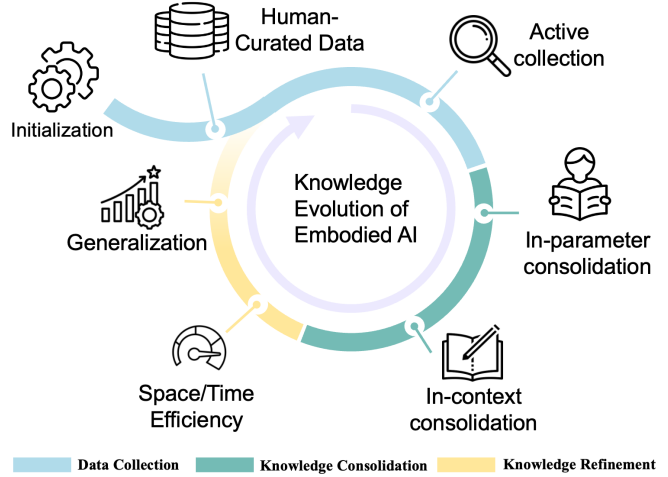 Human-
Curated Data
Active
collection
Initialization
Knowledge
Evolution of
Embodied AI
In-parameter
consolidation
Generalization
Space/Time
Efficiency
In-context
consolidation
Data Collection
Knowledge Consolidation
Knowledge Refinement